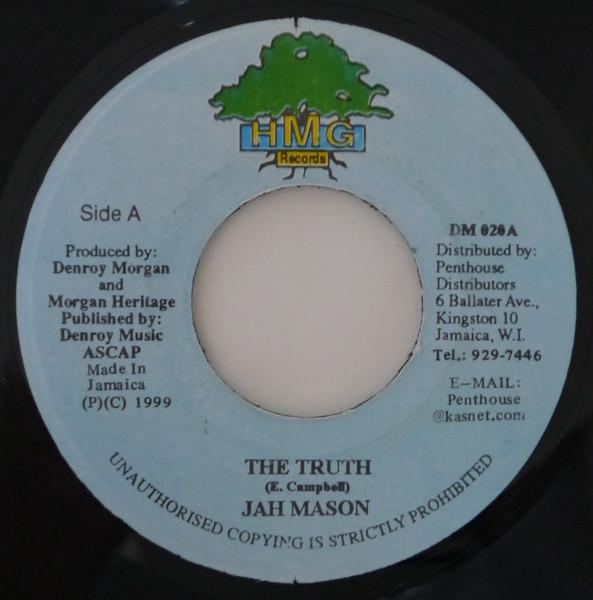 HMG
Records
Side A
Produced by:
Denroy Morgan
and
Morgan Heritage
Published by:
Denroy Music
ASCAP
Made In
Jamaica
(P)(C) 1999
DM 020A
Distributed by:
Penthouse
Distributors
6 Ballater Ave.,
Kingston 10
Jamaica, W.I.
Tel.: 929-7446
E-MAIL:
Penthouse
@kasnet.com
THE TRUTH
(E. Campbell)
JAH MASON
UNAUTHORISED COPYING IS STRICTLY PROHIBITED